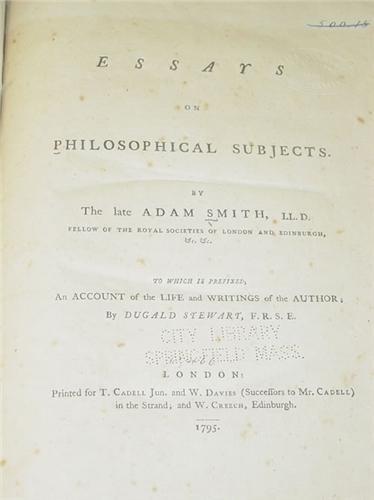 ESSAYS
ON
PHILOSOPHICAL SUBJECTS.
BY
The late ADAM SMITH, LL.D.
FELLOW OF THE ROYAL SOCIETIES OF LONDON AND EDINBURGH,
&c. &c.
TO WHICH IS PREFIXED,
An ACCOUNT of the LIFE and WRITINGS of the AUTHOR;
By DUGALD STEWART, F.R.S.E.
CITY LIBRARY
SPRINGFIELD MASS.
LONDON:
Printed for T. CADELL Jun. and W. DAVIES (Succeſſors to Mr. CADELL)
in the Strand; and W. CREECH, Edinburgh.
1795.